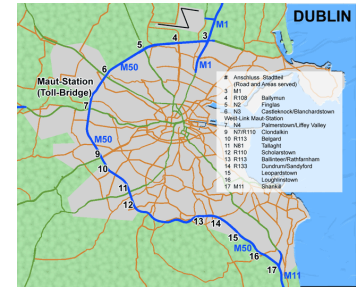 DUBLIN
M1
3
4
5
M50
M1
6
Maut-Station
(Toll-Bridge)
7
# Anschluss Stadtteil
(Road and Areas served)
3 M1
4 R108 Ballymun
5 N2 Finglas
6 N3 Castleknock/Blanchardstown
West-Link Maut-Station
7 N4 Palmerstown/Liffey Valley
9 N7/R110 Clondalkin
10 R113 Belgard
11 N81 Tallaght
12 R110 Scholarstown
13 R113 Ballinteer/Rathfarnham
14 R133 Dundrum/Sandyford
15 Leopardstown
16 Loughlinstown
17 M11 Shankill
M50
9
10
11
12
13
14
15
M50
16
17
M11